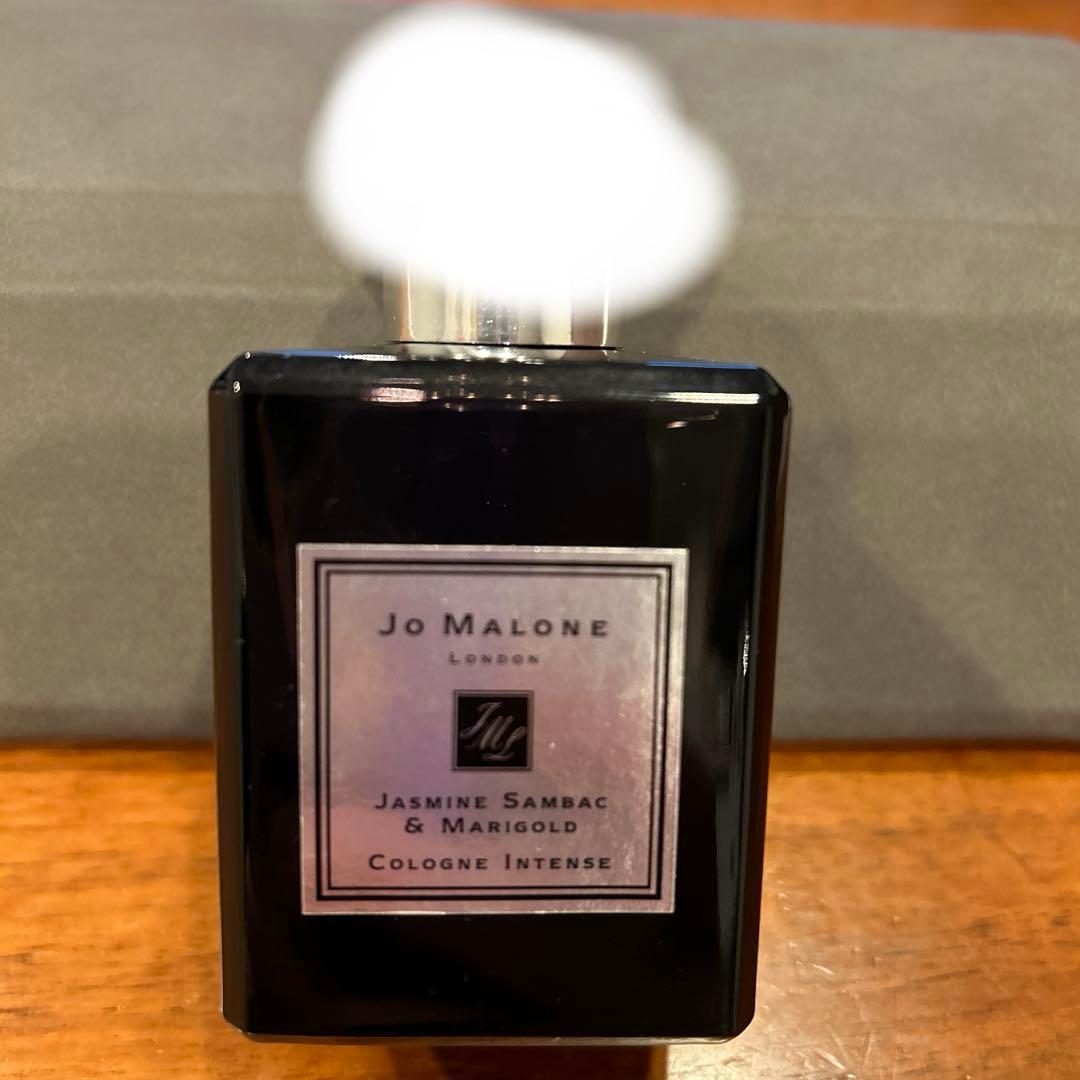 Jo Malone
London
JML
Jasmine Sambac
& Marigold
Cologne Intense